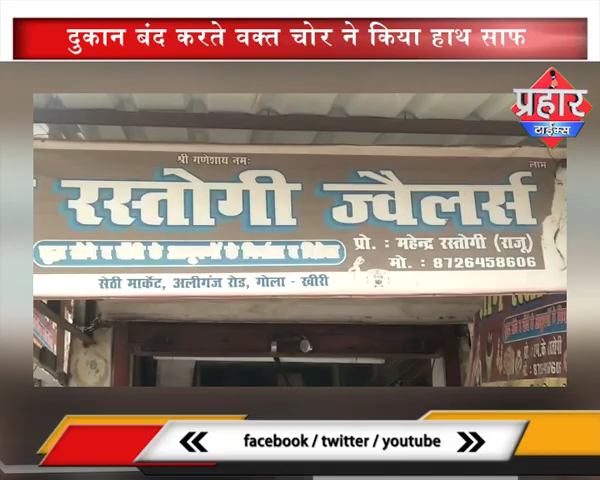 दुकान बंद करते वक्त चोर ने किया हाथ साफ
प्रहार
टाईम्स
श्री गणेशाय नमः
लाभ
रस्तोगी ज्वैलर्स
प्रो. : महेन्द्र रस्तोगी (राजू)
मो. : 8726458606
सेठी मार्केट, अलीगंज रोड, गोला - खीरी
facebook / twitter / youtube